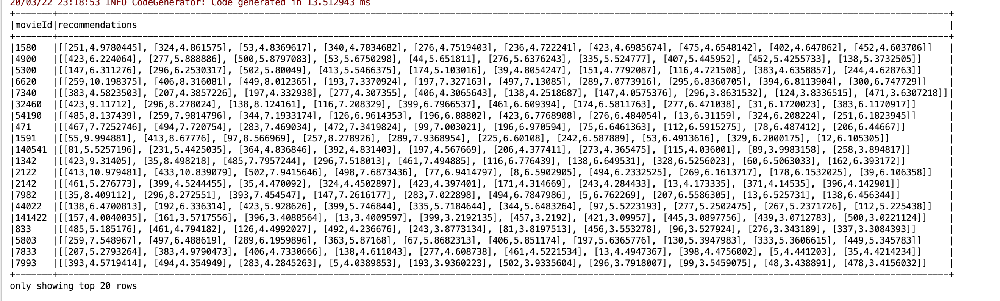 20/03/22 23:18:53 INFO CodeGenerator: Code generated in 13.512943 ms
|movieId|recommendations |
|1580 |[[251,4.9780445], [324,4.861575], [53,4.8369617], [340,4.7834682], [276,4.7519403], [236,4.722241], [423,4.6985674], [475,4.6548142], [402,4.647862], [452,4.603706]] |
|4900 |[[423,6.224064], [277,5.888886], [500,5.8797083], [53,5.6750298], [44,5.651811], [276,5.6376243], [335,5.524777], [407,5.445952], [452,5.4255733], [138,5.3732505]] |
|5300 |[[147,6.311276], [296,6.2530317], [502,5.80049], [413,5.5466375], [174,5.103016], [39,4.8054247], [151,4.7792087], [116,4.721508], [383,4.6358857], [244,4.628763]] |
|6620 |[[259,10.198375], [406,8.316081], [449,8.012365], [193,7.3370924], [197,7.327163], [497,7.13085], [289,7.0773916], [295,6.8360705], [394,6.8113904], [300,6.747729]] |
|7340 |[[383,4.5823503], [207,4.3857226], [197,4.332938], [277,4.307355], [406,4.3065643], [138,4.2518687], [147,4.0575376], [296,3.8631532], [124,3.8336515], [471,3.6307218]]|
|32460 |[[423,9.11712], [296,8.278024], [138,8.124161], [116,7.208329], [399,6.7966537], [461,6.609394], [174,6.5811763], [277,6.471038], [31,6.1720023], [383,6.1170917]] |
|54190 |[[485,8.137439], [259,7.9814796], [344,7.1933174], [126,6.9614353], [196,6.88802], [423,6.7768908], [276,6.484054], [13,6.31159], [324,6.208224], [251,6.1823945]] |
|471 |[[467,7.7252746], [494,7.720754], [283,7.469034], [472,7.3419824], [99,7.003021], [196,6.970594], [75,6.6461363], [112,6.5915275], [78,6.487412], [206,6.44667]] |
|1591 |[[55,9.994881], [413,8.67776], [97,8.566969], [257,8.278926], [289,7.9368954], [225,6.60108], [242,6.587889], [53,6.4913616], [329,6.2000175], [12,6.105305]] |
|140541 |[[81,5.5257196], [231,5.4425035], [364,4.836846], [392,4.831403], [197,4.567669], [206,4.377411], [273,4.365475], [115,4.036001], [89,3.9983158], [258,3.894817]] |
|1342 |[[423,9.31405], [35,8.498218], [485,7.7957244], [296,7.518013], [461,7.494885], [116,6.776439], [138,6.649531], [328,6.5256023], [60,6.5063033], [162,6.393172]] |
|2122 |[[413,10.979481], [433,10.839079], [502,7.9415646], [498,7.6873436], [77,6.9414797], [8,6.5902905], [494,6.2332525], [269,6.1613717], [178,6.1532025], [39,6.106358]] |
|2142 |[[461,5.276773], [399,4.5244455], [35,4.470092], [324,4.4502897], [423,4.397401], [171,4.314669], [243,4.284433], [13,4.173335], [371,4.14535], [396,4.142901]] |
|7982 |[[35,8.409112], [296,8.272551], [393,7.454547], [147,7.2616177], [283,7.022898], [494,6.7847986], [5,6.762269], [207,6.5586305], [13,6.525731], [138,6.456344]] |
|44022 |[[138,6.4700813], [192,6.336314], [423,5.928626], [399,5.746844], [335,5.7184644], [344,5.6483264], [97,5.5223193], [277,5.2502475], [267,5.2371726], [112,5.225438]] |
|141422 |[[157,4.0040035], [161,3.5717556], [396,3.4088564], [13,3.4009597], [399,3.2192135], [457,3.2192], [421,3.09957], [445,3.0897756], [439,3.0712783], [500,3.0221124]] |
|833 |[[485,5.185176], [461,4.794182], [126,4.4992027], [492,4.236676], [243,3.8773134], [81,3.8197513], [456,3.553278], [96,3.527924], [276,3.343189], [337,3.3084393]] |
|5803 |[[259,7.548967], [497,6.488619], [289,6.1959896], [363,5.87168], [67,5.8682313], [406,5.851174], [197,5.6365776], [130,5.3947983], [333,5.3606615], [449,5.345783]] |
|7833 |[[207,5.2793264], [383,4.9790473], [406,4.7330666], [138,4.611043], [277,4.608738], [461,4.5221534], [13,4.4947367], [398,4.4756002], [5,4.441203], [35,4.4214234]] |
|7993 |[[393,4.5719414], [494,4.354949], [283,4.2845263], [5,4.0389853], [193,3.9360223], [502,3.9335604], [296,3.7918007], [99,3.5459075], [48,3.438891], [478,3.4156032]] |
only showing top 20 rows